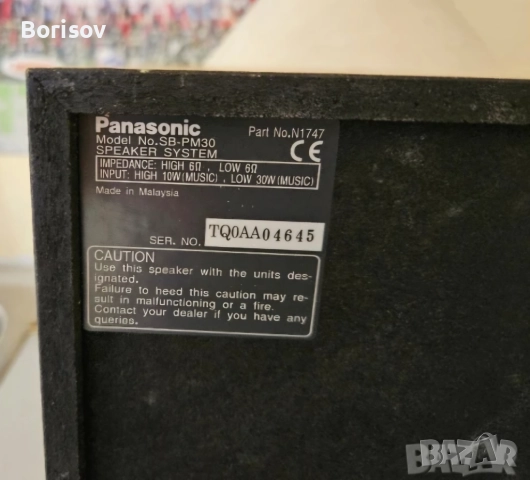 Borisov
Panasonic
Part No.N1747
Model No.SB-PM30
SPEAKER SYSTEM
CE
IMPEDANCE: HIGH 6Ω , LOW 6Ω
INPUT: HIGH 10W(MUSIC) , LOW 30W(MUSIC)
Made in Malaysia
SER. NO. TQ0AA04645
CAUTION
Use this speaker with the units des-
ignated.
Failure to heed this caution may re-
sult in malfunctioning or a fire.
Contact your dealer if you have any
queries.
BAZAR